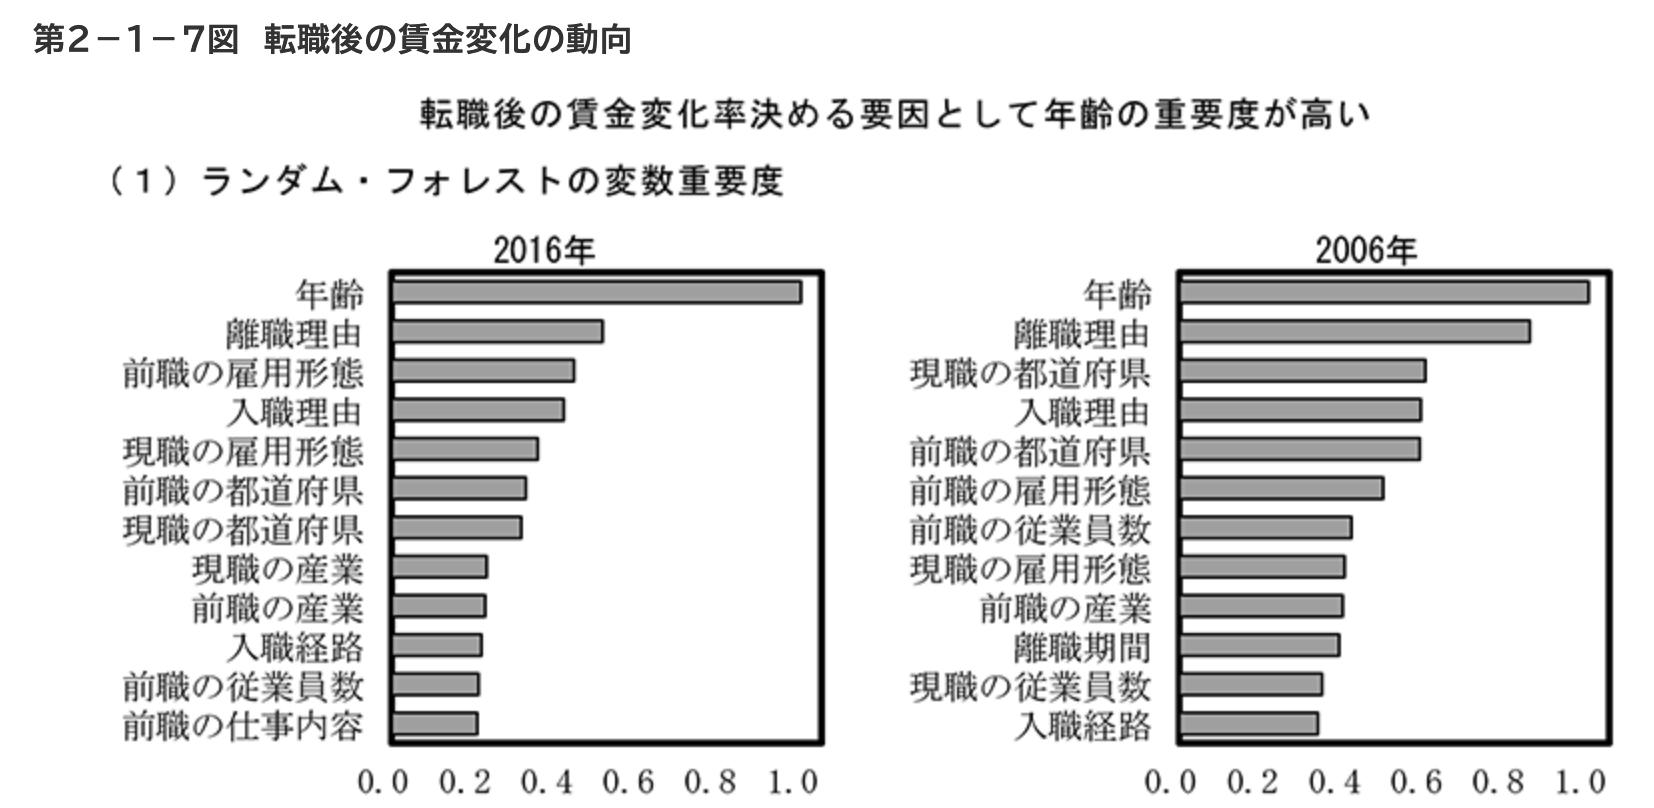 第2－1－7図 転職後の賃金変化の動向
転職後の賃金変化率決める要因として年齢の重要度が高い
（１）ランダム・フォレストの変数重要度
2016年
年齢
離職理由
前職の雇用形態
入職理由
現職の雇用形態
前職の都道府県
現職の都道府県
現職の産業
前職の産業
入職経路
前職の従業員数
前職の仕事内容
0.0 0.2 0.4 0.6 0.8 1.0
2006年
年齢
離職理由
現職の都道府県
入職理由
前職の都道府県
前職の雇用形態
前職の従業員数
現職の雇用形態
前職の産業
離職期間
現職の従業員数
入職経路
0.0 0.2 0.4 0.6 0.8 1.0